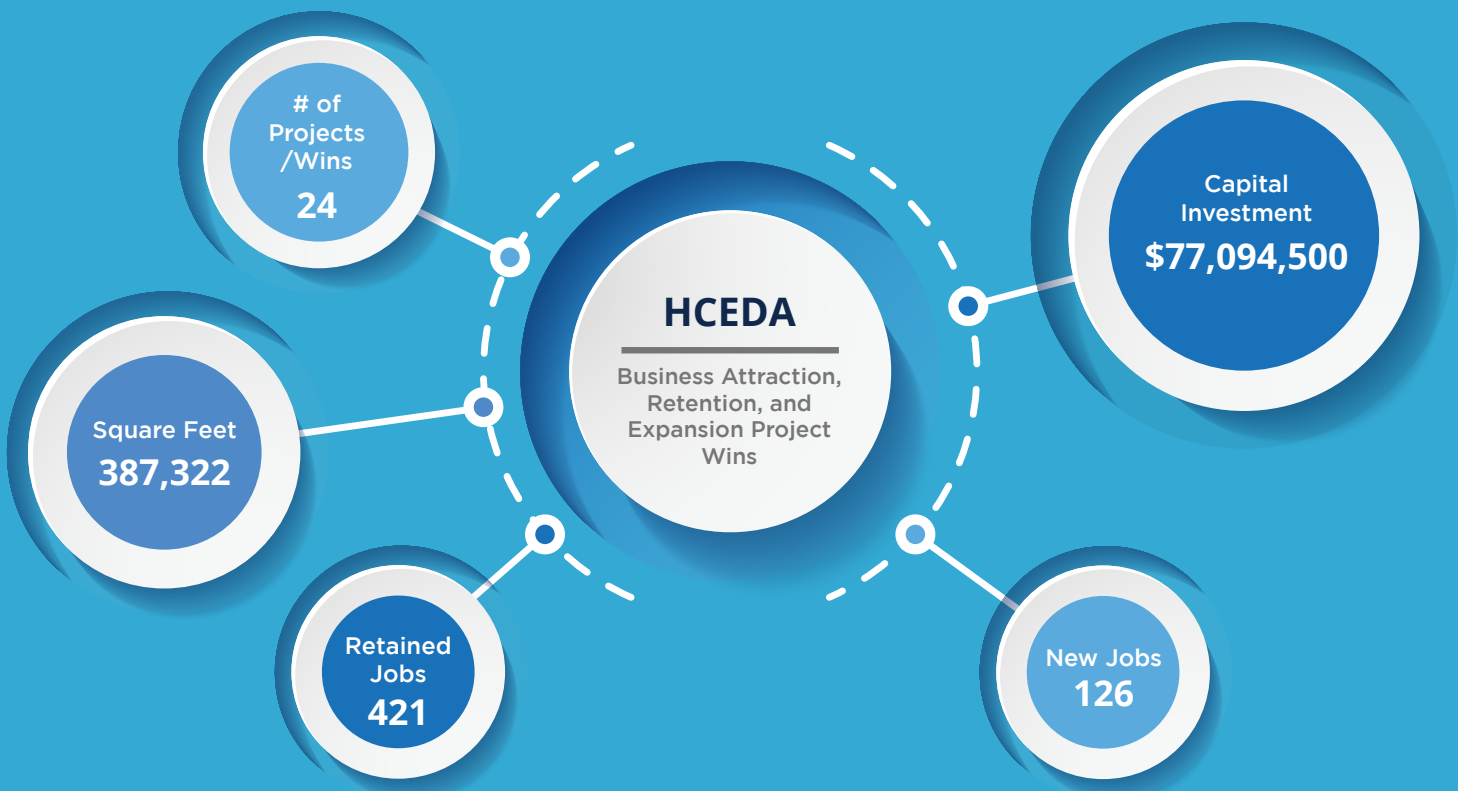 # of
Projects
/Wins
24
Square Feet
387,322
Retained
Jobs
421
HCEDA
Business Attraction,
Retention, and
Expansion Project
Wins
Capital
Investment
$77,094,500
New Jobs
126